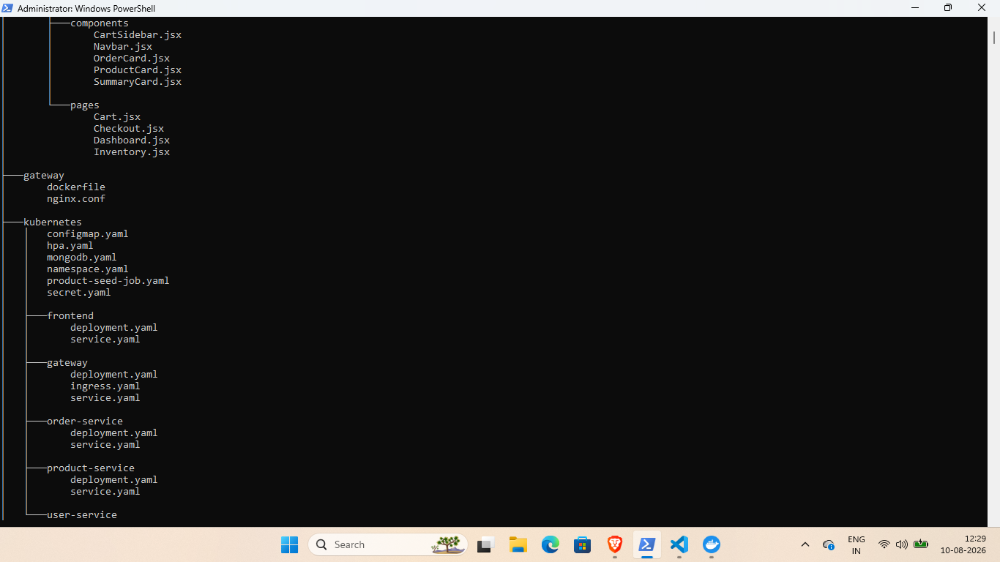 Administrator: Windows PowerShell
├───components
CartSidebar.jsx
Navbar.jsx
OrderCard.jsx
ProductCard.jsx
SummaryCard.jsx
└───pages
Cart.jsx
Checkout.jsx
Dashboard.jsx
Inventory.jsx
├───gateway
dockerfile
nginx.conf
├───kubernetes
configmap.yaml
hpa.yaml
mongodb.yaml
namespace.yaml
product-seed-job.yaml
secret.yaml
├───frontend
deployment.yaml
service.yaml
├───gateway
deployment.yaml
ingress.yaml
service.yaml
├───order-service
deployment.yaml
service.yaml
├───product-service
deployment.yaml
service.yaml
└───user-service
Search
ENG
IN
12:29
10-08-2026